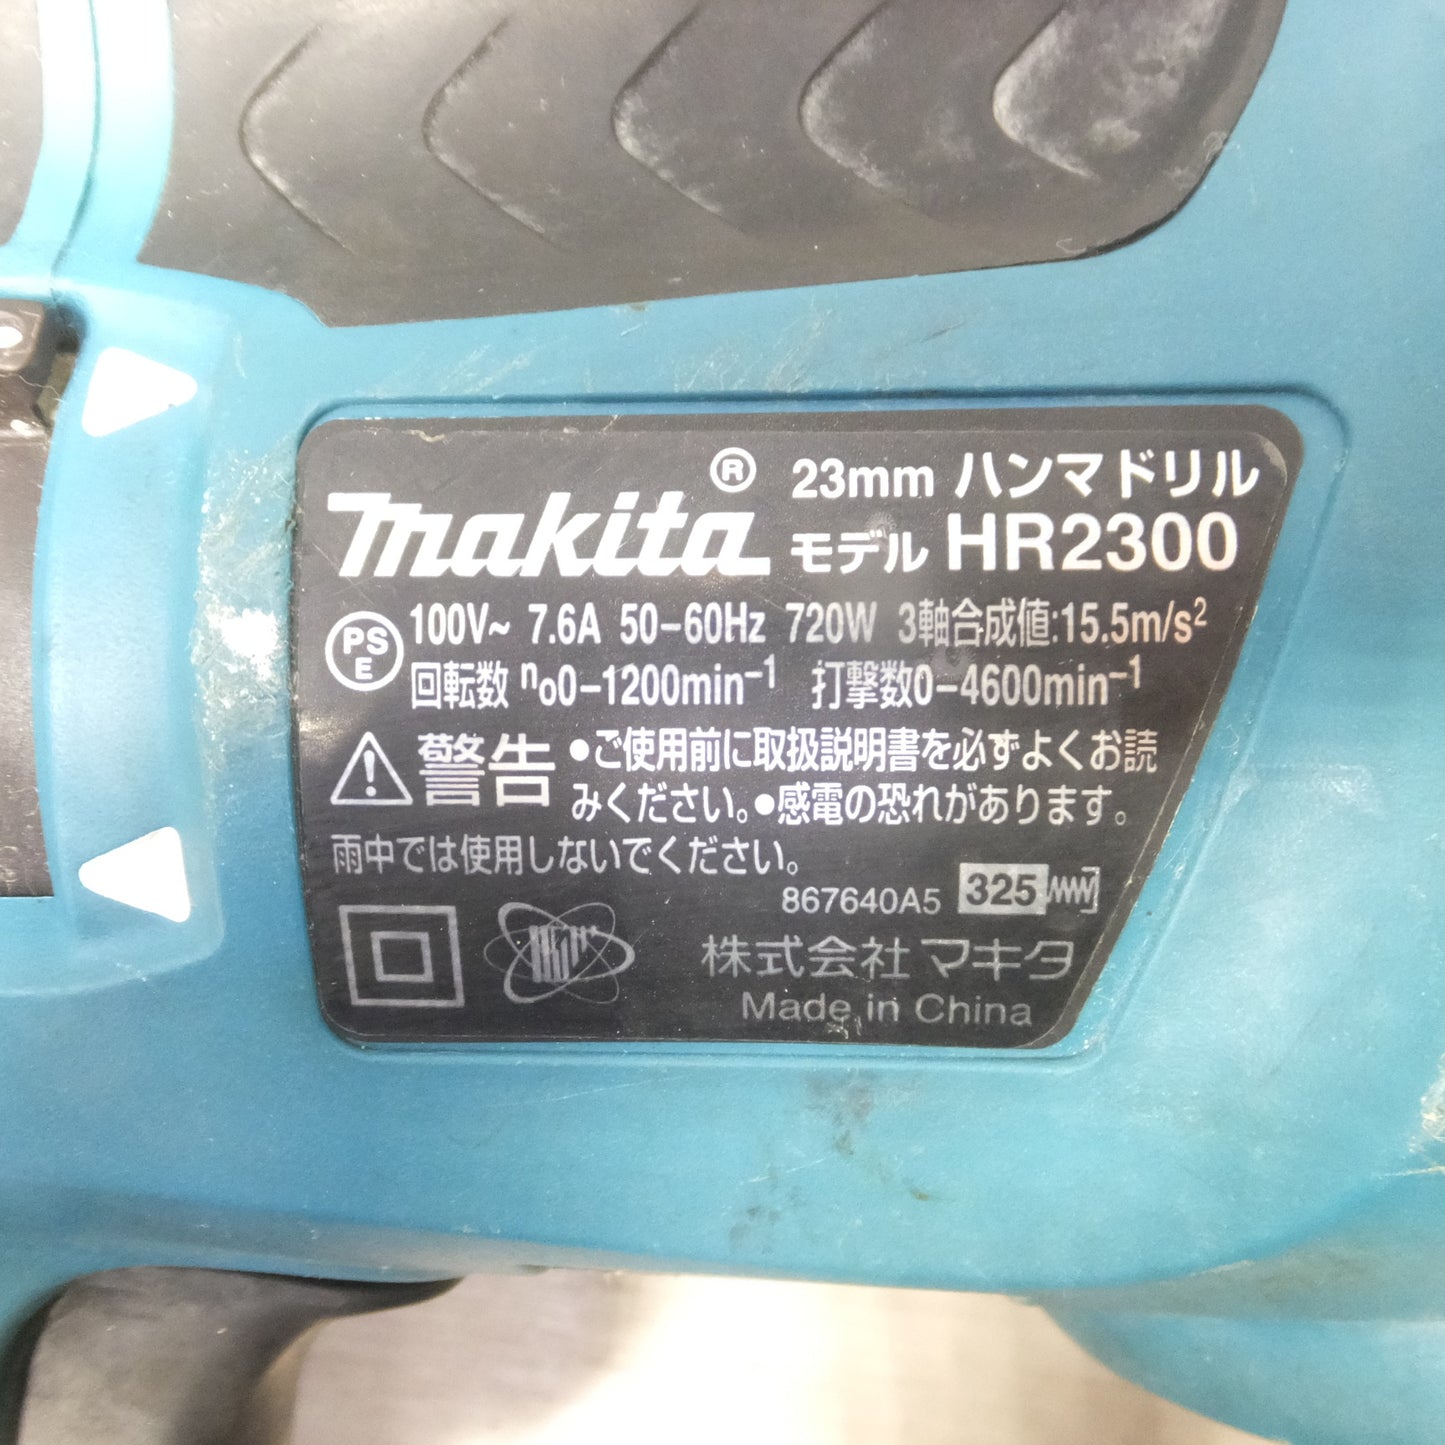 makita®
23mm ハンマドリル
モデル HR2300
PS
E
100V~ 7.6A 50-60Hz 720W 3軸合成値:15.5m/s²
回転数 no0-1200min⁻¹ 打撃数0-4600min⁻¹
警告 •ご使用前に取扱説明書を必ずよくお読
みください。•感電の恐れがあります。
雨中では使用しないでください。
867640A5 325
株式会社 マキタ
Made in China